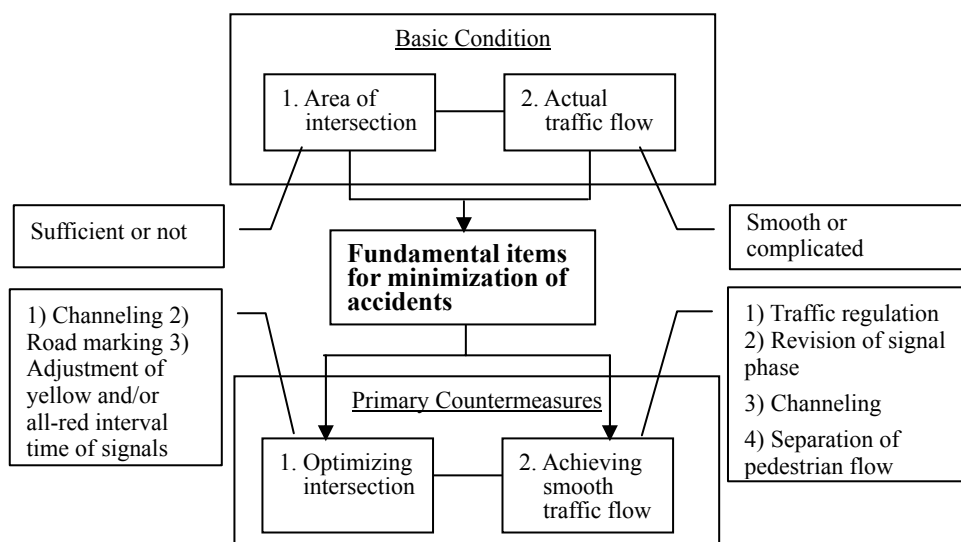 Basic Condition
1. Area of
intersection
2. Actual
traffic flow
Sufficient or not
Smooth or
complicated
Fundamental items
for minimization of
accidents
1) Channeling 2)
Road marking 3)
Adjustment of
yellow and/or
all-red interval
time of signals
1) Traffic regulation
2) Revision of signal
phase
3) Channeling
4) Separation of
pedestrian flow
Primary Countermeasures
1. Optimizing
intersection
2. Achieving
smooth
traffic flow